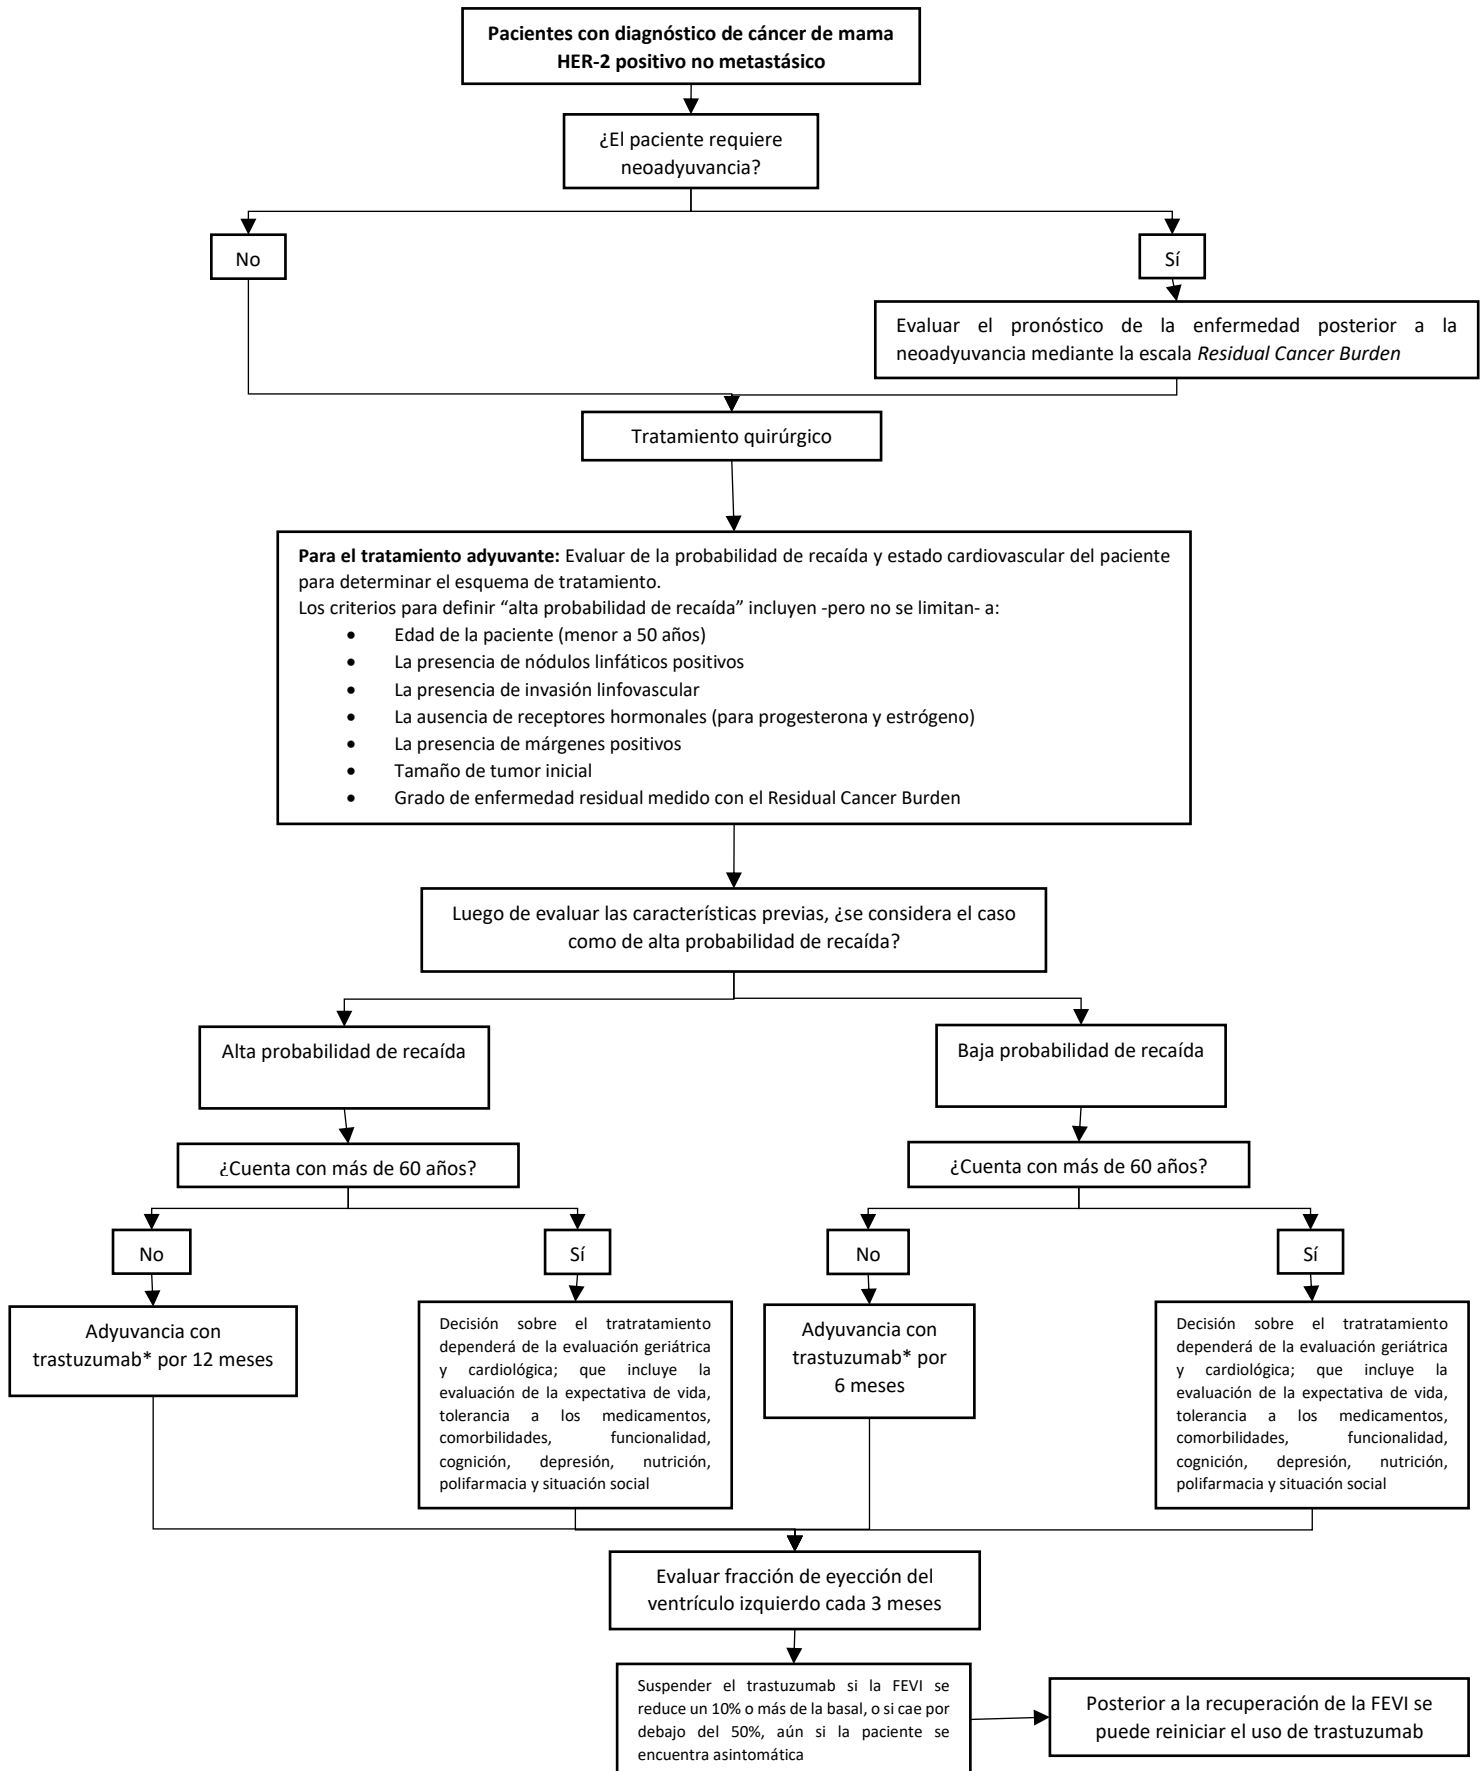 Pacientes con diagnóstico de cáncer de mama
HER-2 positivo no metastásico
¿El paciente requiere
neoadyuvancia?
No
Sí
Evaluar el pronóstico de la enfermedad posterior a la
neoadyuvancia mediante la escala Residual Cancer Burden
Tratamiento quirúrgico
Para el tratamiento adyuvante: Evaluar de la probabilidad de recaída y estado cardiovascular del paciente
para determinar el esquema de tratamiento.
Los criterios para definir “alta probabilidad de recaída” incluyen -pero no se limitan- a:
• Edad de la paciente (menor a 50 años)
• La presencia de nódulos linfáticos positivos
• La presencia de invasión linfovascular
• La ausencia de receptores hormonales (para progesterona y estrógeno)
• La presencia de márgenes positivos
• Tamaño de tumor inicial
• Grado de enfermedad residual medido con el Residual Cancer Burden
Luego de evaluar las características previas, ¿se considera el caso
como de alta probabilidad de recaída?
Alta probabilidad de recaída
Baja probabilidad de recaída
¿Cuenta con más de 60 años?
¿Cuenta con más de 60 años?
No
Sí
No
Sí
Adyuvancia con
trastuzumab* por 12 meses
Decisión sobre el tratratamiento
dependerá de la evaluación geriátrica
y cardiológica; que incluye la
evaluación de la expectativa de vida,
tolerancia a los medicamentos,
comorbilidades, funcionalidad,
cognición, depresión, nutrición,
polifarmacia y situación social
Adyuvancia con
trastuzumab* por
6 meses
Decisión sobre el tratratamiento
dependerá de la evaluación geriátrica
y cardiológica; que incluye la
evaluación de la expectativa de vida,
tolerancia a los medicamentos,
comorbilidades, funcionalidad,
cognición, depresión, nutrición,
polifarmacia y situación social
Evaluar fracción de eyección del
ventrículo izquierdo cada 3 meses
Suspender el trastuzumab si la FEVI se
reduce un 10% o más de la basal, o si cae por
debajo del 50%, aún si la paciente se
encuentra asintomática
Posterior a la recuperación de la FEVI se
puede reiniciar el uso de trastuzumab